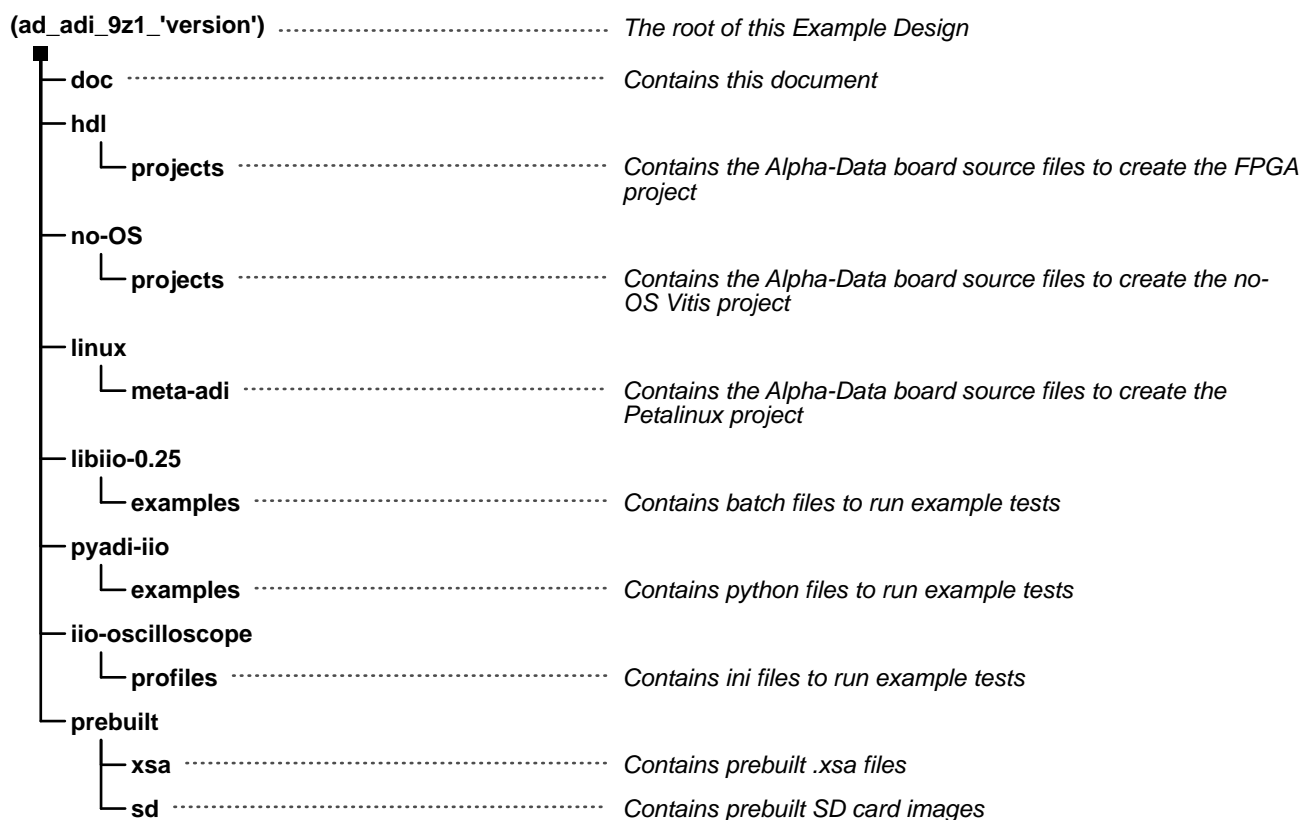 (ad_adi_9z1_'version') The root of this Example Design
doc Contains this document
hdl
projects Contains the Alpha-Data board source files to create the FPGA
project
no-OS
projects Contains the Alpha-Data board source files to create the no-
OS Vitis project
linux
meta-adi Contains the Alpha-Data board source files to create the
Petalinux project
libiio-0.25
examples Contains batch files to run example tests
pyadi-iio
examples Contains python files to run example tests
iio-oscilloscope
profiles Contains ini files to run example tests
prebuilt
xsa Contains prebuilt .xsa files
sd Contains prebuilt SD card images